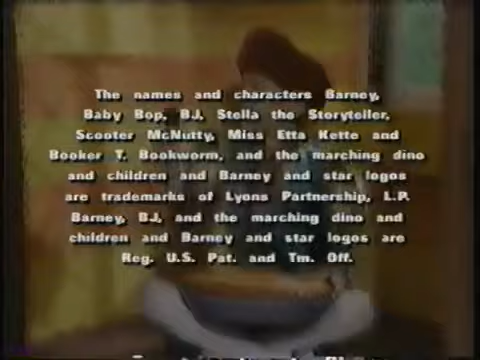 The names and characters Barney,
Baby Bop, BJ, Stella the Storyteller,
Scooter McNutty, Miss Etta Kette and
Booker T. Bookworm, and the marching dino
and children and Barney and star logos
are trademarks of Lyons Partnership, L.P.
Barney, BJ, and the marching dino and
children and Barney and star logos are
Reg. U.S. Pat. and Tm. Off.